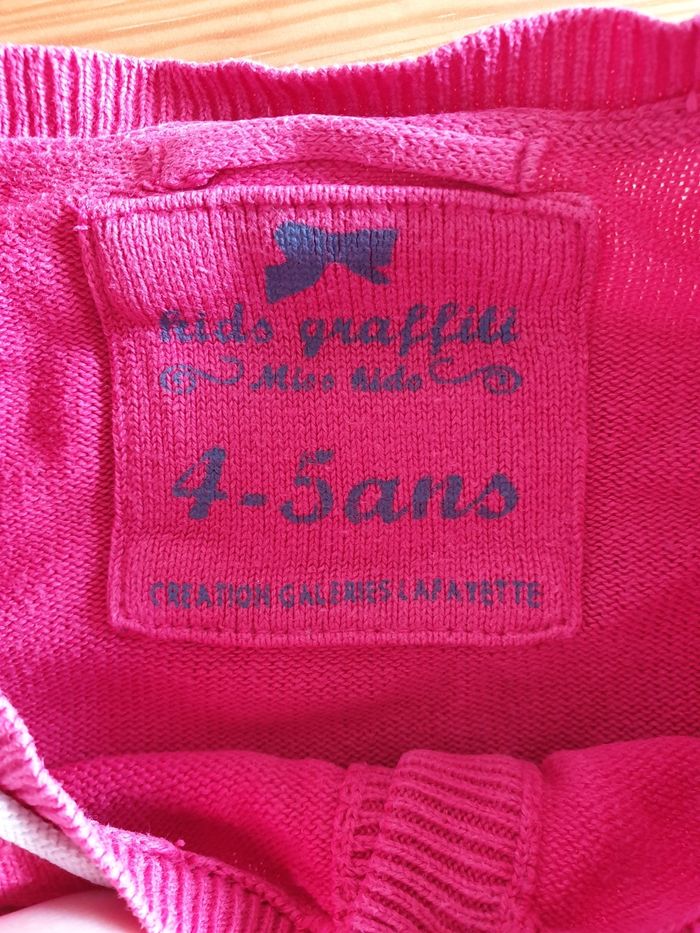 kids graffiti
Miss kids
4-5ans
CREATION GALERIES LAFAYETTE